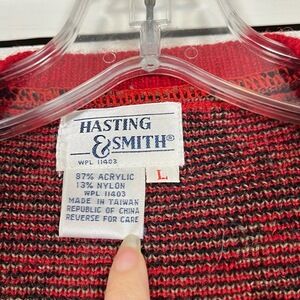 HASTING
& SMITH®
WPL 11403
L
87% ACRYLIC
13% NYLON
WPL 11403
MADE IN TAIWAN
REPUBLIC OF CHINA
REVERSE FOR CARE